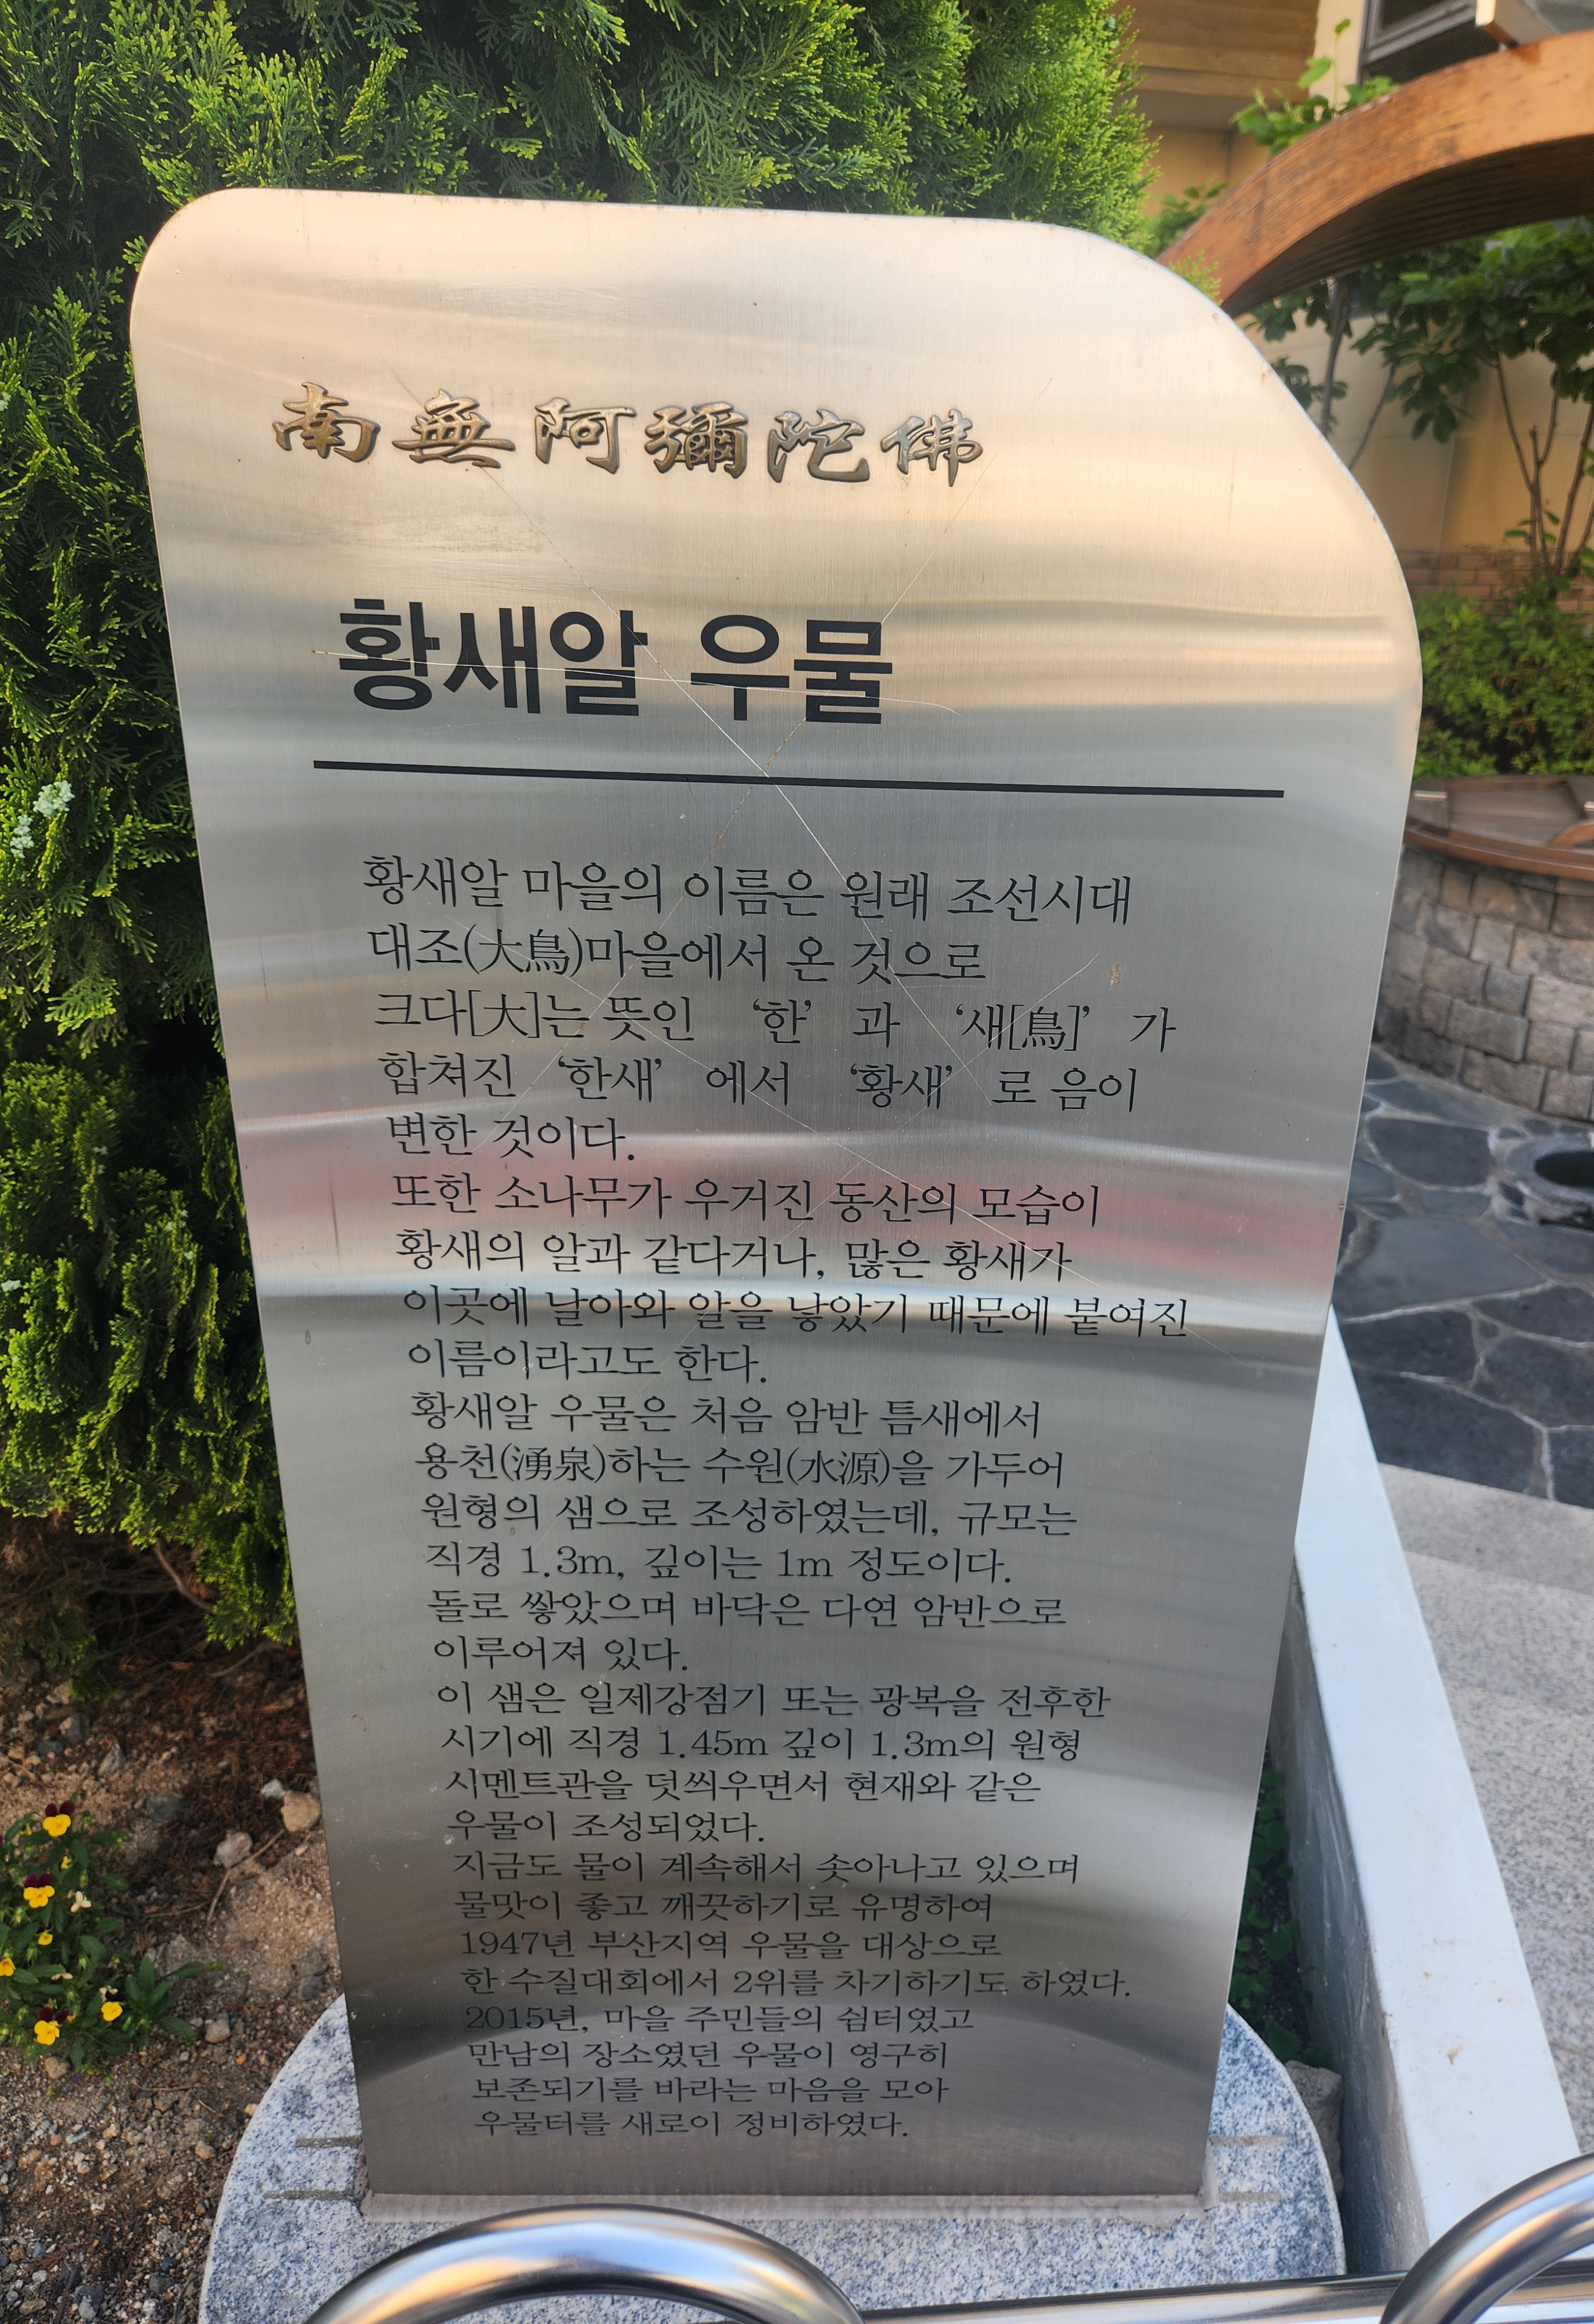 南無阿彌陀佛
황새알 우물
황새알 마을의 이름은 원래 조선시대
대조(大鳥)마을에서 온 것으로
크다[大]는 뜻인 ‘한’ 과 ‘새[鳥]’ 가
합쳐진 ‘한새’ 에서 ‘황새’ 로 음이
변한 것이다.
또한 소나무가 우거진 동산의 모습이
황새의 알과 같다거나, 많은 황새가
이곳에 날아와 알을 낳았기 때문에 붙여진
이름이라고도 한다.
황새알 우물은 처음 암반 틈새에서
용천(湧泉)하는 수원(水源)을 가두어
원형의 샘으로 조성하였는데, 규모는
직경 1.3m, 깊이는 1m 정도이다.
돌로 쌓았으며 바닥은 다연 암반으로
이루어져 있다.
이 샘은 일제강점기 또는 광복을 전후한
시기에 직경 1.45m 깊이 1.3m의 원형
시멘트관을 덧씌우면서 현재와 같은
우물이 조성되었다.
지금도 물이 계속해서 솟아나고 있으며
물맛이 좋고 깨끗하기로 유명하여
1947년 부산지역 우물을 대상으로
한 수질대회에서 2위를 차기하기도 하였다.
2015년, 마을 주민들의 쉼터였고
만남의 장소였던 우물이 영구히
보존되기를 바라는 마음을 모아
우물터를 새로이 정비하였다.